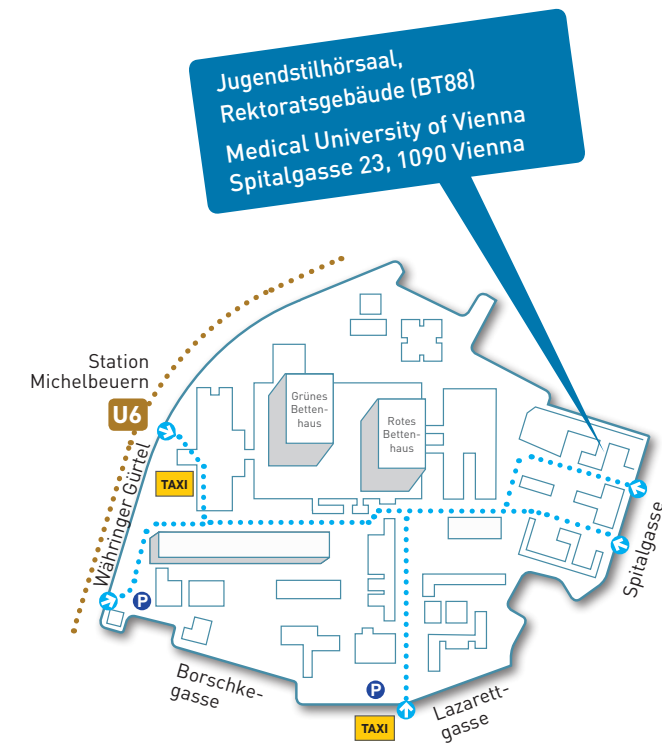 Jugendstilhörsaal,
Rektoratsgebäude (BT88)
Medical University of Vienna
Spitalgasse 23, 1090 Vienna
Station
Michelbeuern
U6
Grünes
Betten-
haus
Rotes
Betten-
haus
TAXI
Währinger Gürtel
Spitalgasse
P
Borschke-
gasse
P
Lazarett-
gasse
TAXI